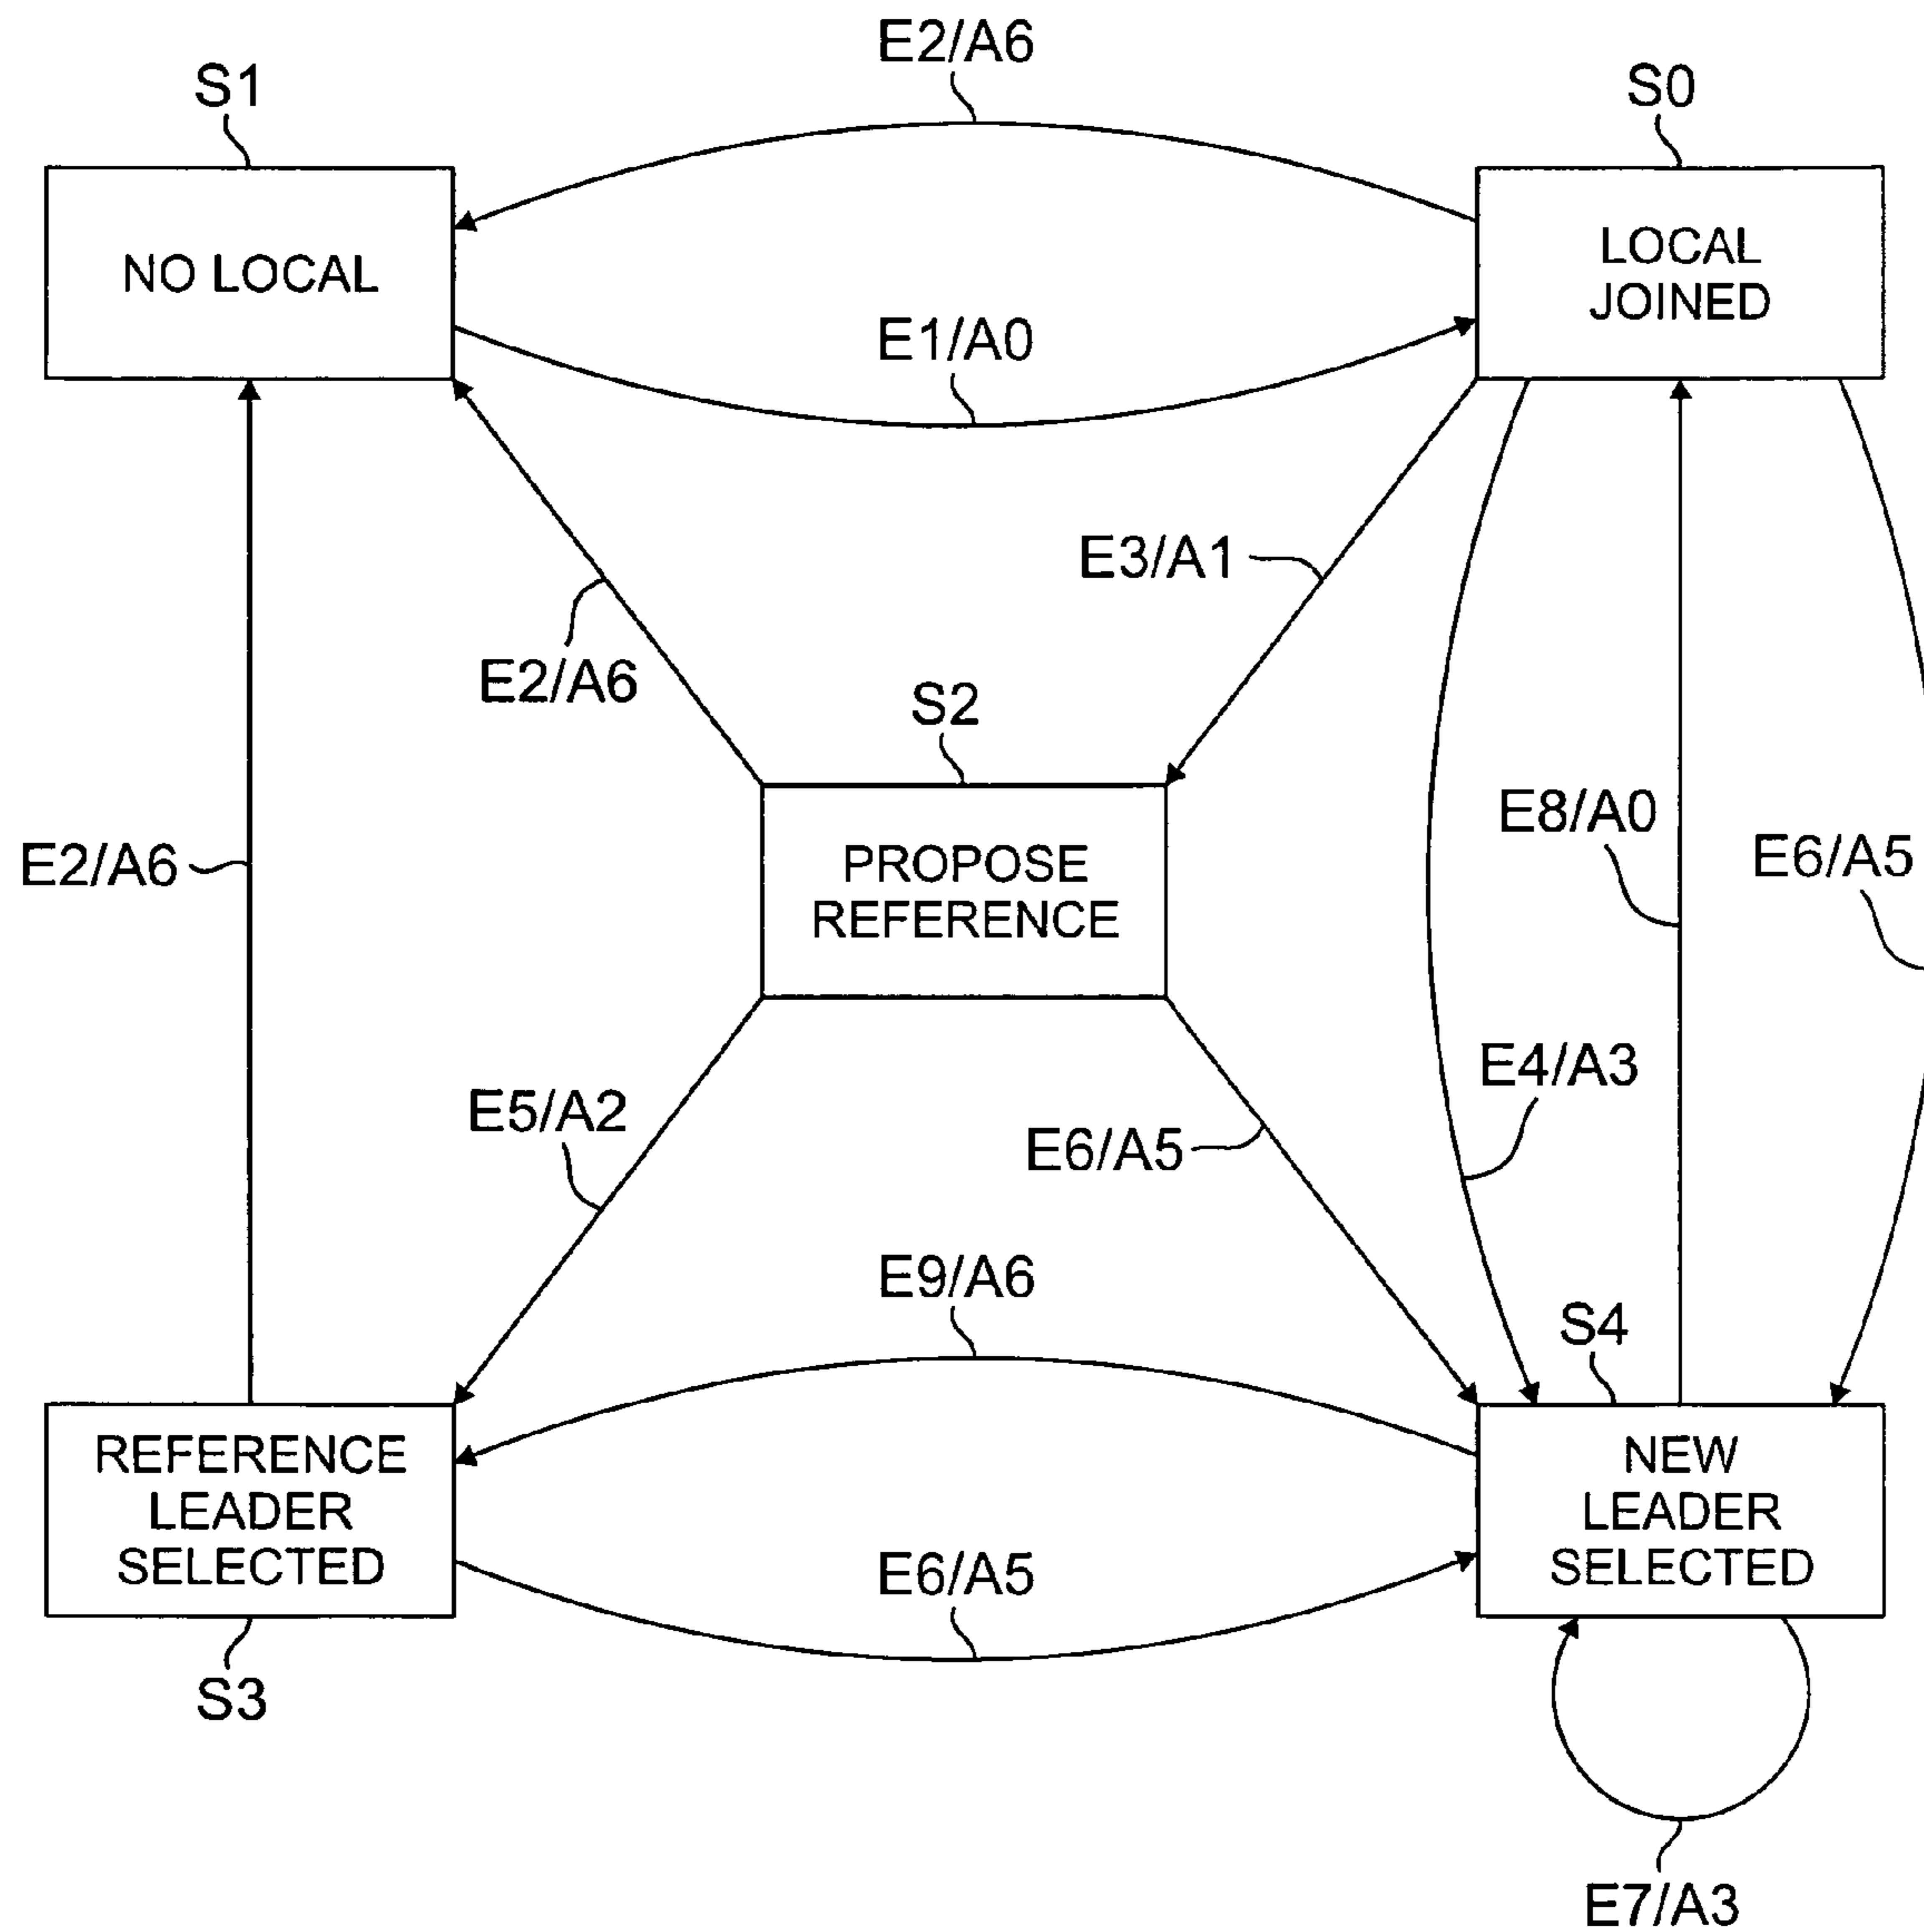 E2/A6
S1
S0
NO LOCAL
LOCAL
JOINED
E1/A0
E3/A1
E2/A6
S2
E8/A0
E2/A6
PROPOSE
REFERENCE
E6/A5
E4/A3
E5/A2
E6/A5
E9/A6
S4
REFERENCE
LEADER
SELECTED
NEW
LEADER
SELECTED
E6/A5
S3
E7/A3